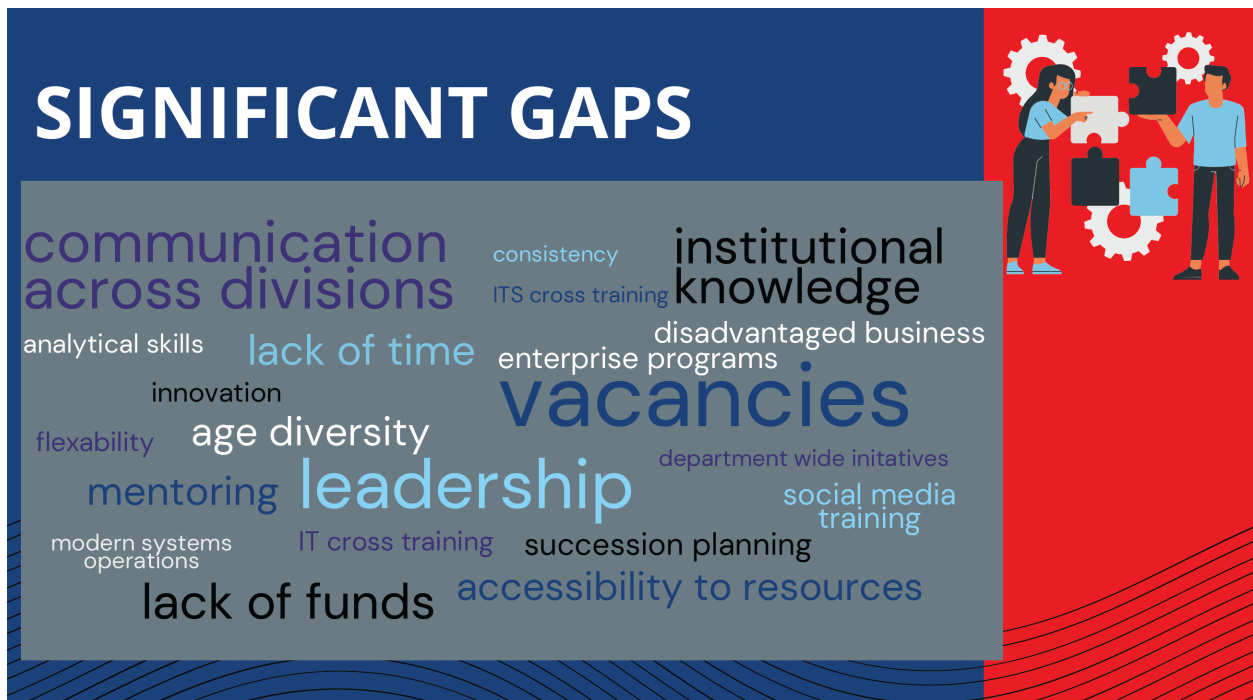 SIGNIFICANT GAPS
communication
across divisions
consistency
ITS cross training
institutional
knowledge
analytical skills
lack of time
disadvantaged business
enterprise programs
innovation
vacancies
flexability
age diversity
mentoring
leadership
department wide initatives
social media
training
modern systems
operations
IT cross training
succession planning
lack of funds
accessibility to resources